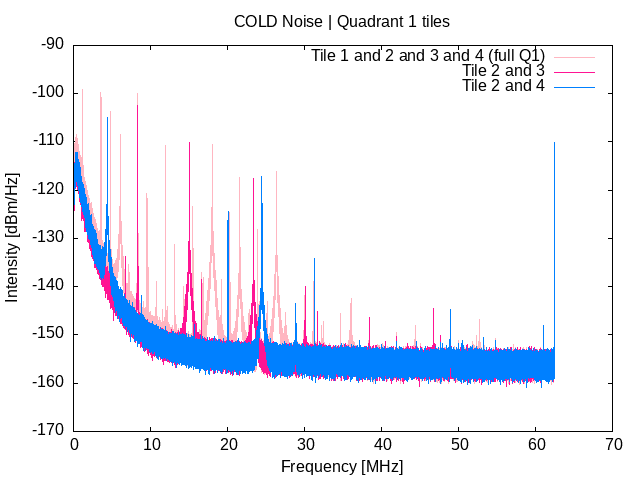 COLD Noise | Quadrant 1 tiles
Tile 1 and 2 and 3 and 4 (full Q1)
Tile 2 and 3
Tile 2 and 4
-90
-100
-110
-120
-130
-140
-150
-160
-170
Intensity [dBm/Hz]
0 10 20 30 40 50 60 70
Frequency [MHz]